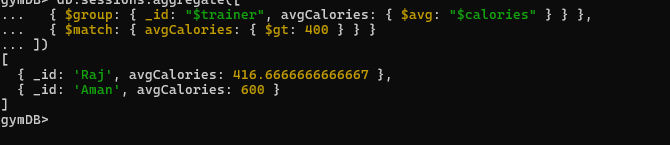 gymDB> db.sessions.aggregate([
...   { $group: { _id: "$trainer", avgCalories: { $avg: "$calories" } } },
...   { $match: { avgCalories: { $gt: 400 } } }
... ])
[
  { _id: 'Raj', avgCalories: 416.6666666666667 },
  { _id: 'Aman', avgCalories: 600 }
]
gymDB>